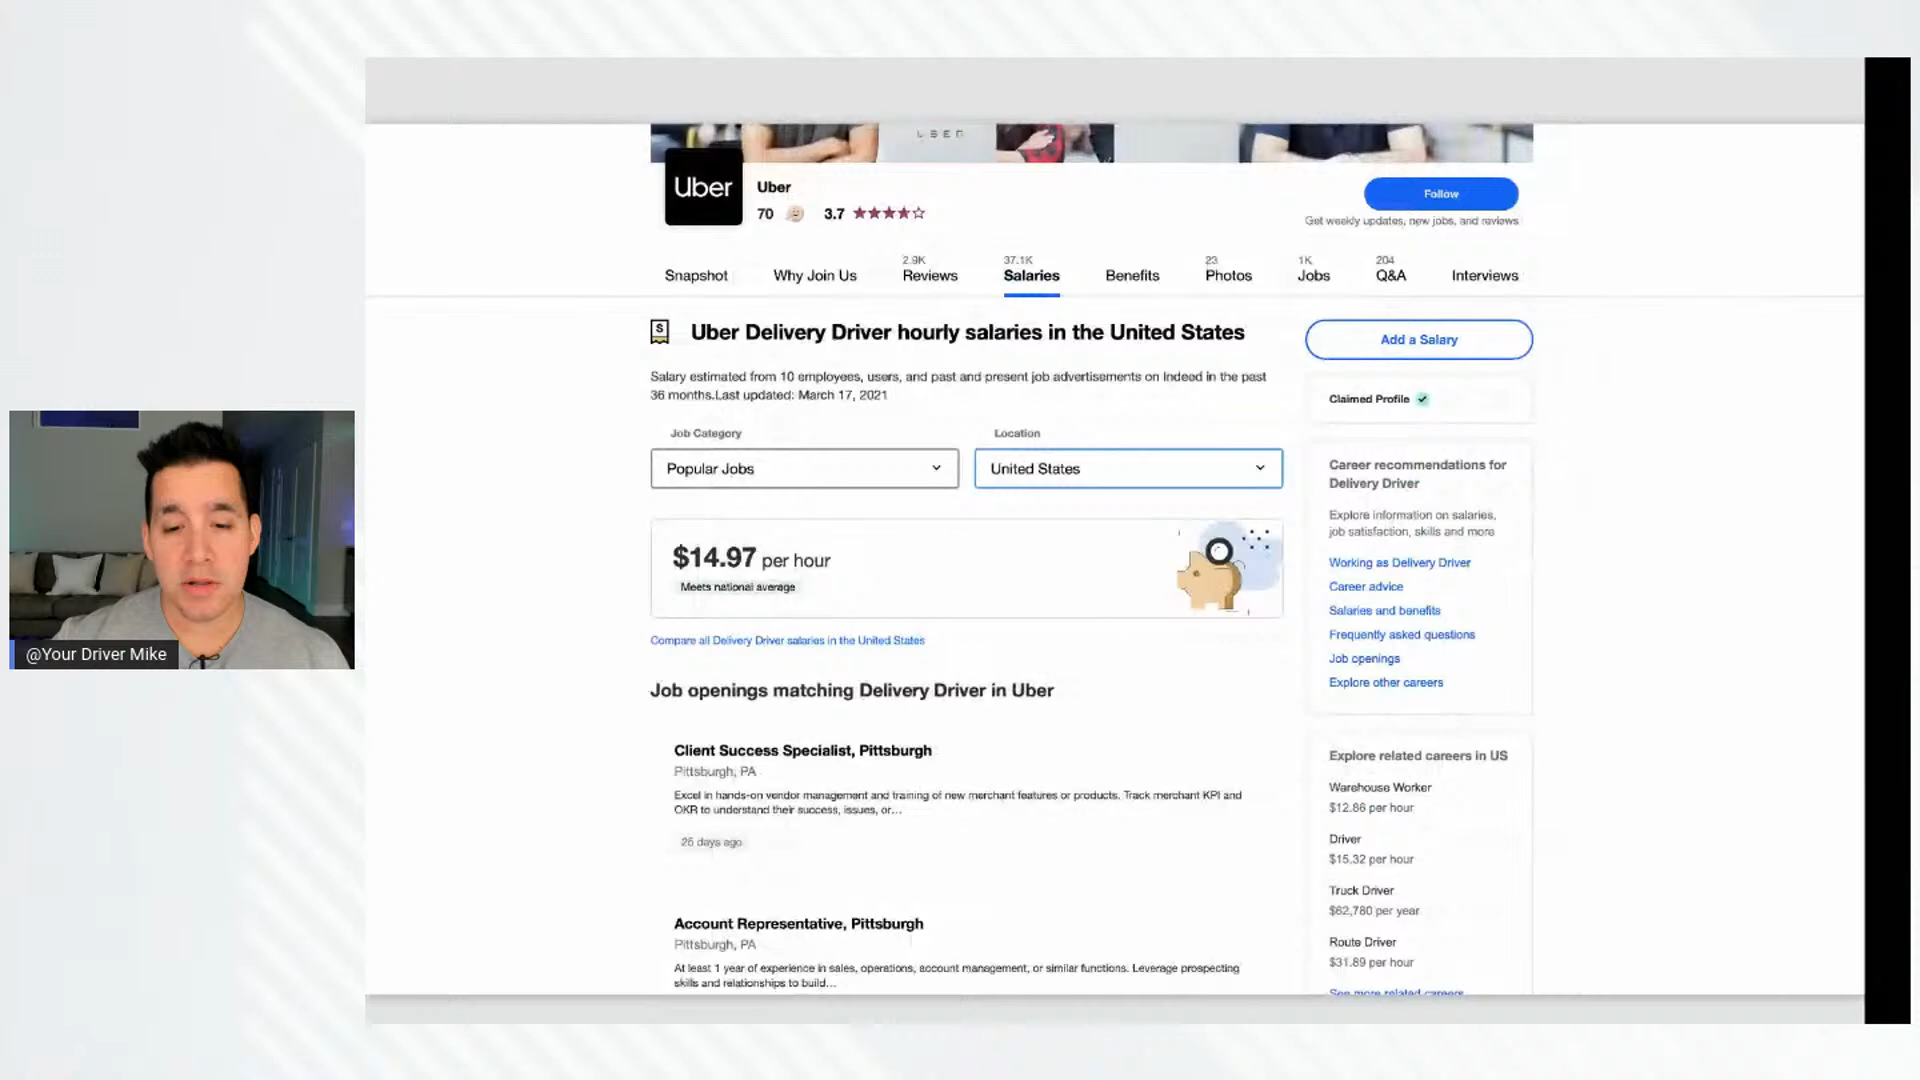 UBER
Uber
Uber
70 3.7
Follow
Get weekly updates, new jobs, and reviews
Snapshot
Why Join Us
2.9K
Reviews
37.1K
Salaries
Benefits
23
Photos
1K
Jobs
204
Q&A
Interviews
$ Uber Delivery Driver hourly salaries in the United States
Salary estimated from 10 employees, users, and past and present job advertisements on Indeed in the past
36 months.Last updated: March 17, 2021
Job Category
Popular Jobs
Location
United States
$14.97 per hour
Meets national average
Compare all Delivery Driver salaries in the United States
Job openings matching Delivery Driver in Uber
Client Success Specialist, Pittsburgh
Pittsburgh, PA
Excel in hands-on vendor management and training of new merchant features or products. Track merchant KPI and
OKR to understand their success, issues, or...
25 days ago
Account Representative, Pittsburgh
Pittsburgh, PA
At least 1 year of experience in sales, operations, account management, or similar functions. Leverage prospecting
skills and relationships to build...
Add a Salary
Claimed Profile
Career recommendations for
Delivery Driver
Explore information on salaries,
job satisfaction, skills and more
Working as Delivery Driver
Career advice
Salaries and benefits
Frequently asked questions
Job openings
Explore other careers
Explore related careers in US
Warehouse Worker
$12.86 per hour
Driver
$15.32 per hour
Truck Driver
$62,780 per year
Route Driver
$31.89 per hour
See more related careers
@Your Driver Mike